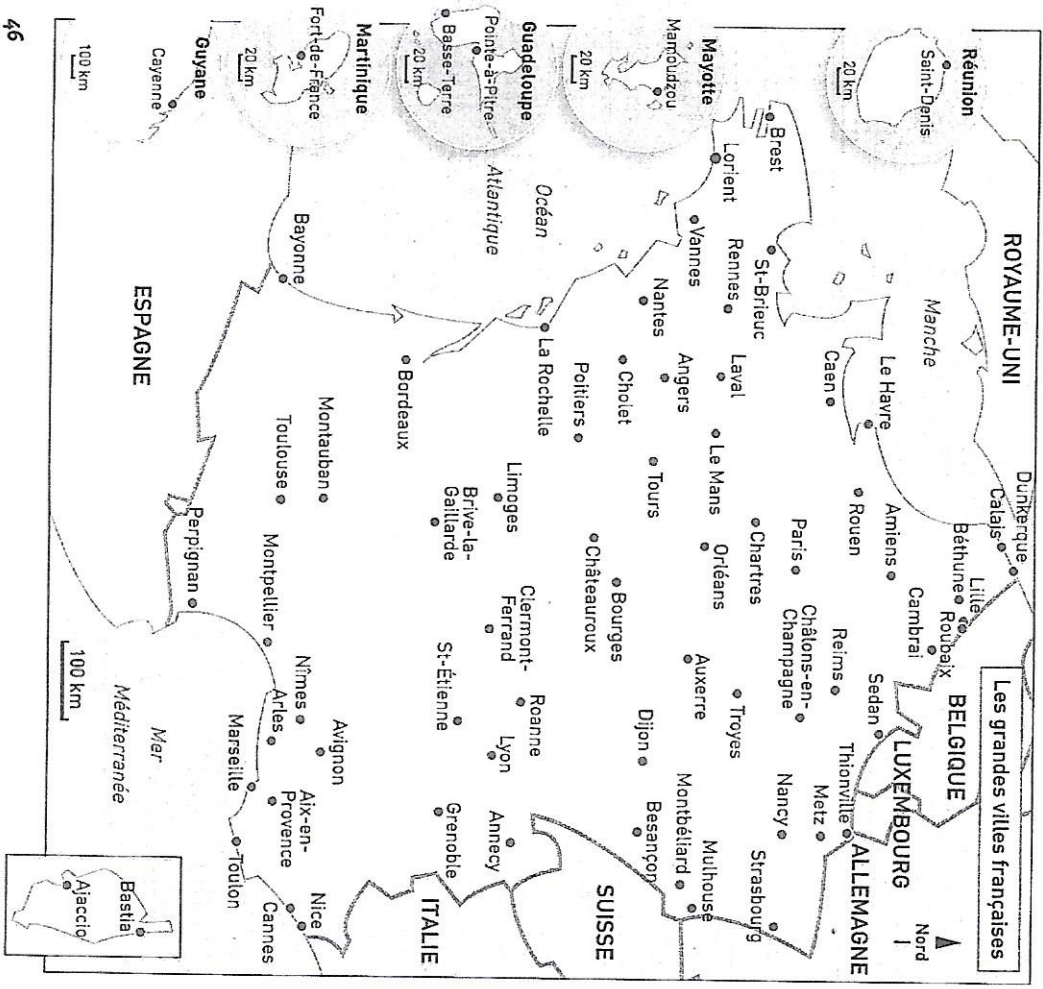 Les grandes villes françaises
Nord
ROYAUME-UNI
BELGIQUE
LUXEMBOURG
ALLEMAGNE
SUISSE
ITALIE
ESPAGNE
Manche
Océan
Atlantique
Mer
Méditerranée
Dunkerque
Calais
Béthune
Lille
Roubaix
Cambrai
Amiens
Sedan
Le Havre
Rouen
Reims
Thionville
Caen
Metz
Paris
Châlons-en-
Champagne
Nancy
Strasbourg
Brest
St-Brieuc
Chartres
Rennes
Laval
Troyes
Lorient
Le Mans
Orléans
Auxerre
Mulhouse
Vannes
Montbéliard
Angers
Tours
Nantes
Dijon
Besançon
Cholet
Bourges
Châteauroux
Poitiers
La Rochelle
Limoges
Clermont-
Ferrand
Roanne
Lyon
Annecy
Brive-la-
Gaillarde
St-Étienne
Grenoble
Bordeaux
Montauban
Avignon
Toulouse
Nîmes
Arles
Montpellier
Aix-en-
Provence
Nice
Cannes
Marseille
Toulon
Bayonne
Perpignan
100 km
Bastia
Ajaccio
Réunion
Saint-Denis
20 km
Mayotte
Mamoudzou
20 km
Guadeloupe
Pointe-à-Pitre
Basse-Terre
20 km
Martinique
Fort-de-France
20 km
Guyane
Cayenne
100 km
46